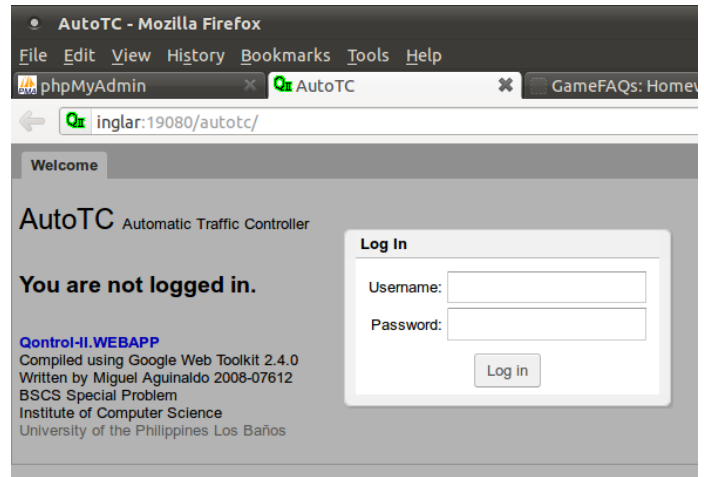 AutoTC - Mozilla Firefox
File Edit View History Bookmarks Tools Help
phpMyAdmin AutoTC GameFAQs: Homew
inglar:19080/autotc/
Welcome
AutoTC Automatic Traffic Controller
Log In
You are not logged in.
Username:
Password:
Log in
Qontrol-II.WEBAPP
Compiled using Google Web Toolkit 2.4.0
Written by Miguel Aguinaldo 2008-07612
BSCS Special Problem
Institute of Computer Science
University of the Philippines Los Baños